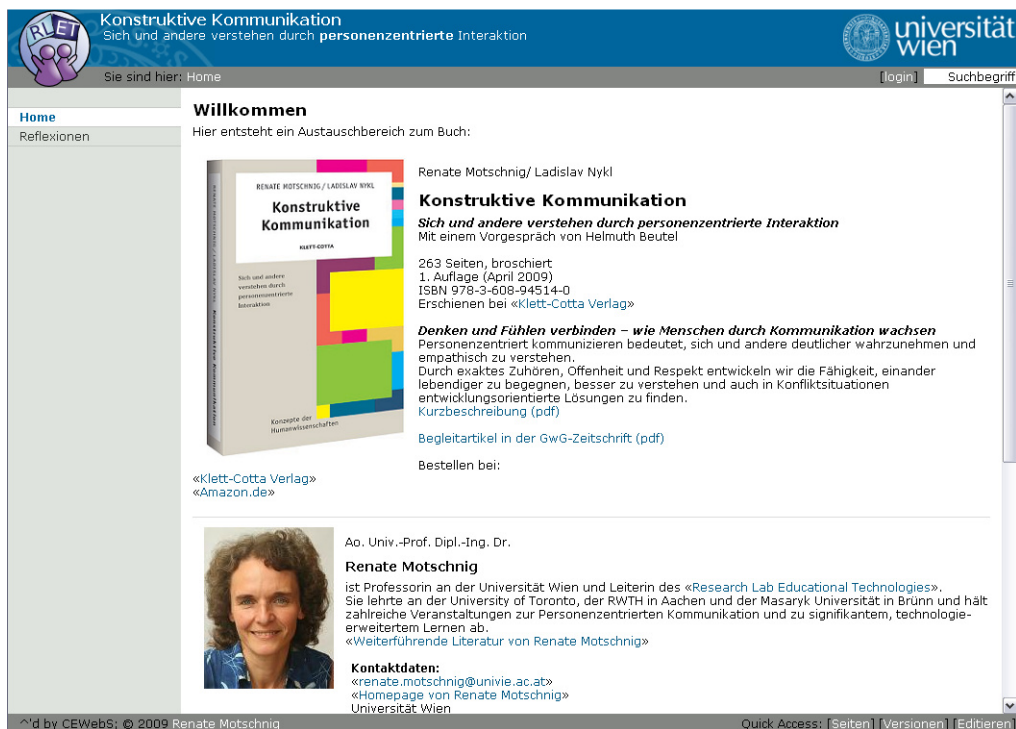 RLET
Konstruktive Kommunikation
Sich und andere verstehen durch personenzentrierte Interaktion
universität
wien
Sie sind hier: Home
[login]
Suchbegriff
Home
Reflexionen
Willkommen
Hier entsteht ein Austauschbereich zum Buch:
RENATE MOTSCHNIG / LADISLAV NYKL
Konstruktive
Kommunikation
KLETT-COTTA
Sich und andere
verstehen durch
personenzentrierte
Interaktion
Konzepte der
Humanwissenschaften
Renate Motschnig/ Ladislav Nykl
Konstruktive Kommunikation
Sich und andere verstehen durch personenzentrierte Interaktion
Mit einem Vorgespräch von Helmuth Beutel
263 Seiten, broschiert
1. Auflage (April 2009)
ISBN 978-3-608-94514-0
Erschienen bei «Klett-Cotta Verlag»
Denken und Fühlen verbinden – wie Menschen durch Kommunikation wachsen
Personenzentriert kommunizieren bedeutet, sich und andere deutlicher wahrzunehmen und
empathisch zu verstehen.
Durch exaktes Zuhören, Offenheit und Respekt entwickeln wir die Fähigkeit, einander
lebendiger zu begegnen, besser zu verstehen und auch in Konfliktsituationen
entwicklungsorientierte Lösungen zu finden.
Kurzbeschreibung (pdf)
Begleitartikel in der GwG-Zeitschrift (pdf)
Bestellen bei:
«Klett-Cotta Verlag»
«Amazon.de»
Ao. Univ.-Prof. Dipl.-Ing. Dr.
Renate Motschnig
ist Professorin an der Universität Wien und Leiterin des «Research Lab Educational Technologies».
Sie lehrte an der University of Toronto, der RWTH in Aachen und der Masaryk Universität in Brünn und hält
zahlreiche Veranstaltungen zur Personenzentrierten Kommunikation und zu signifikantem, technologie-
erweitertem Lernen ab.
«Weiterführende Literatur von Renate Motschnig»
Kontaktdaten:
«renate.motschnig@univie.ac.at»
«Homepage von Renate Motschnig»
Universität Wien
^'d by CEWebS; © 2009 Renate Motschnig
Quick Access: [Seiten] [Versionen] [Editieren]